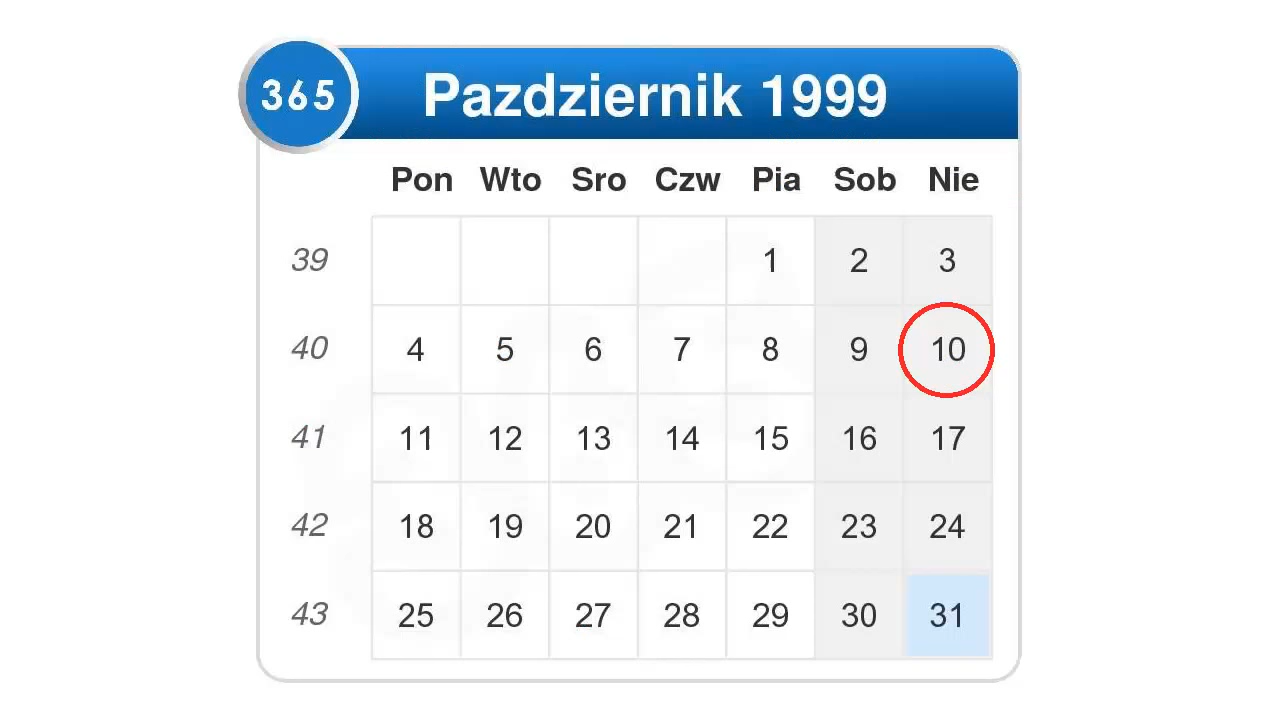 365 Pazdziernik 1999
Pon Wto Sro Czw Pia Sob Nie
39 1 2 3
40 4 5 6 7 8 9 10
41 11 12 13 14 15 16 17
42 18 19 20 21 22 23 24
43 25 26 27 28 29 30 31